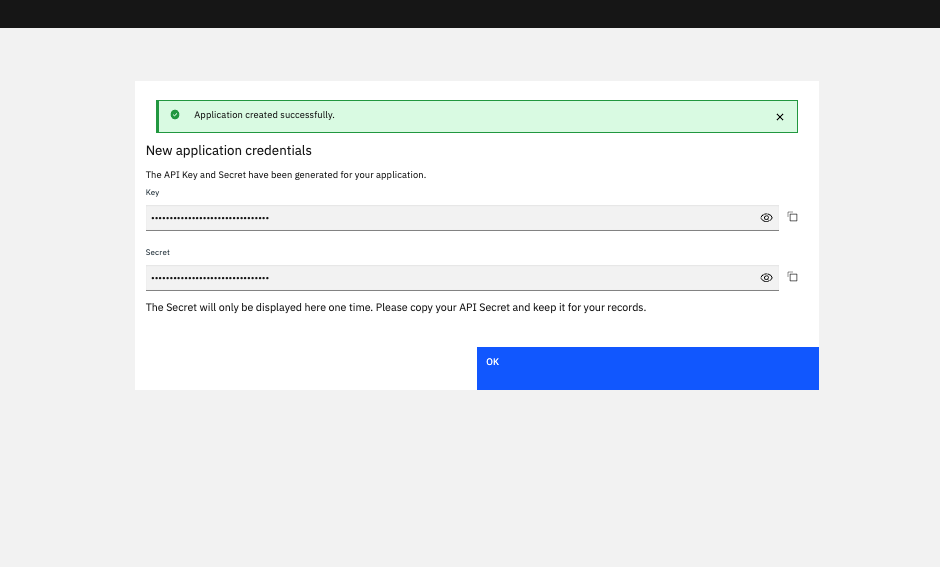 Application created successfully.
New application credentials
The API Key and Secret have been generated for your application.
Key
••••••••••••••••••••••••••••••••
Secret
••••••••••••••••••••••••••••••••
The Secret will only be displayed here one time. Please copy your API Secret and keep it for your records.
OK